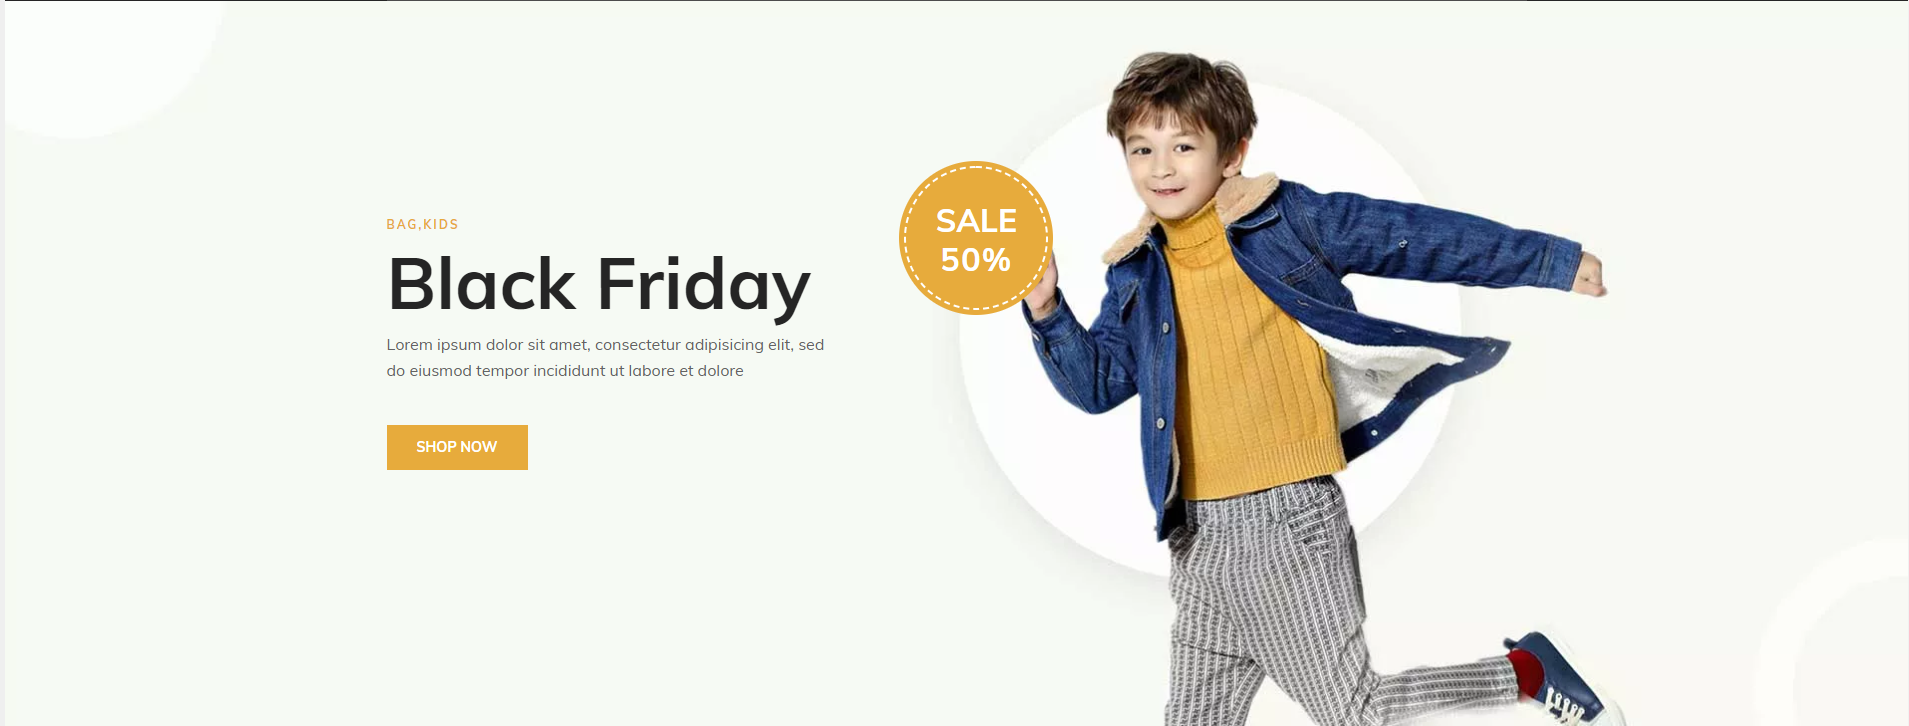 BAG,KIDS
Black Friday
Lorem ipsum dolor sit amet, consectetur adipisicing elit, sed
do eiusmod tempor incididunt ut labore et dolore
SHOP NOW
SALE
50%